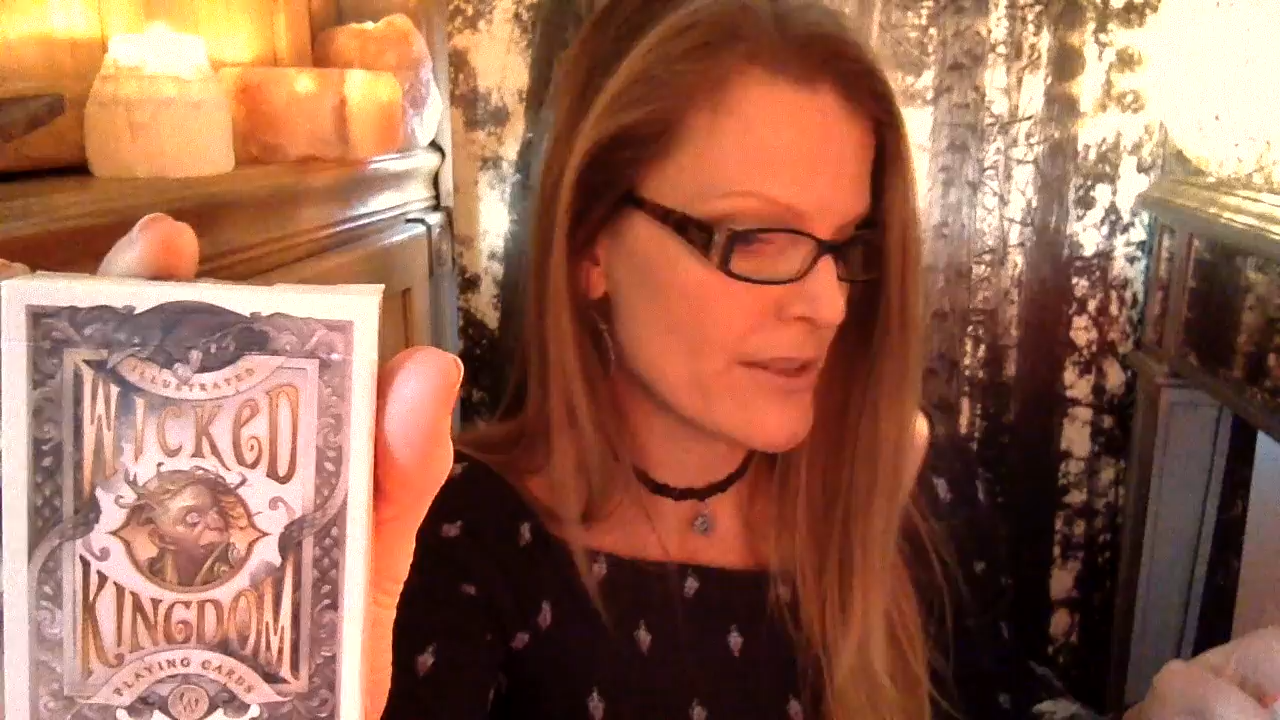 ILLUSTRATED
WICKED
KINGDOM
PLAYING CARDS
W